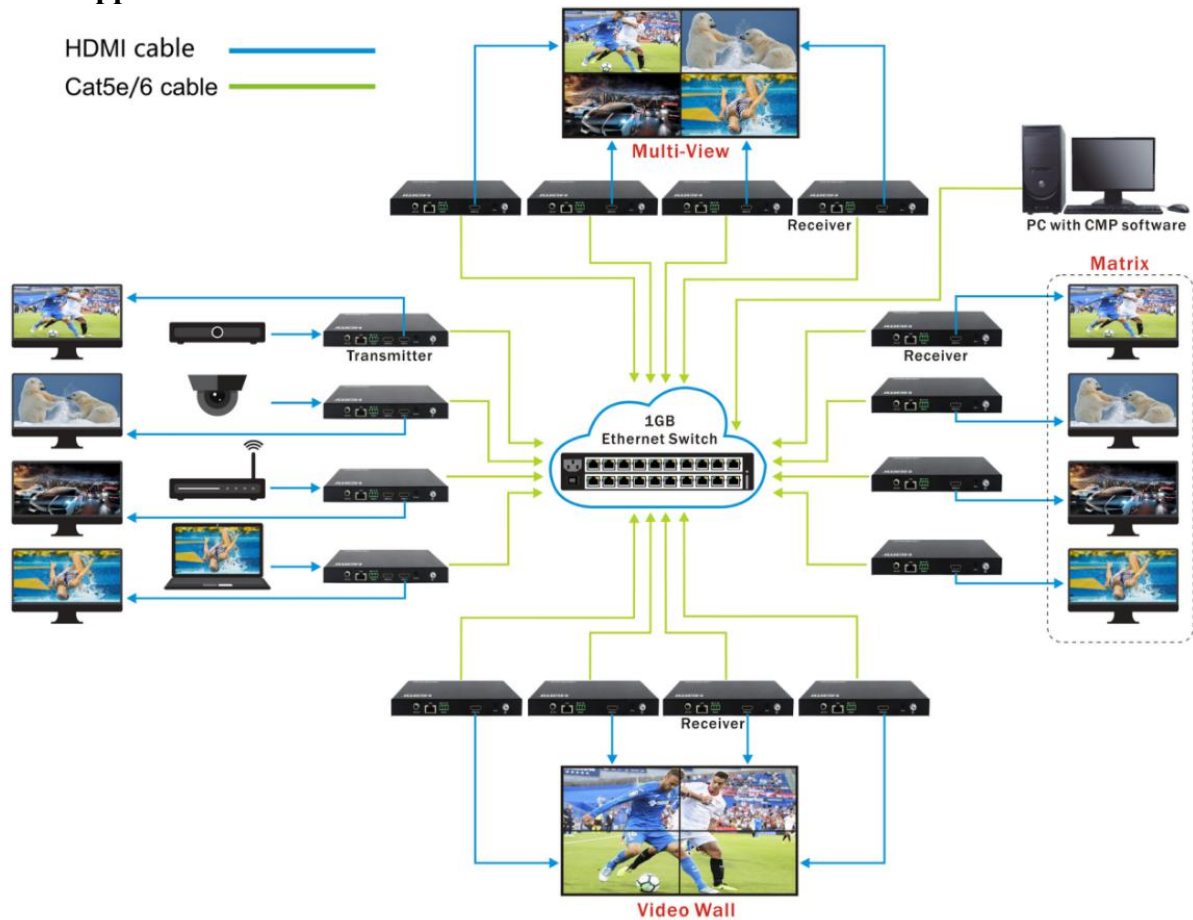 HDMI cable
Cat5e/6 cable
Multi-View
Receiver
PC with CMP software
Matrix
Transmitter
Receiver
1GB
Ethernet Switch
Receiver
Video Wall